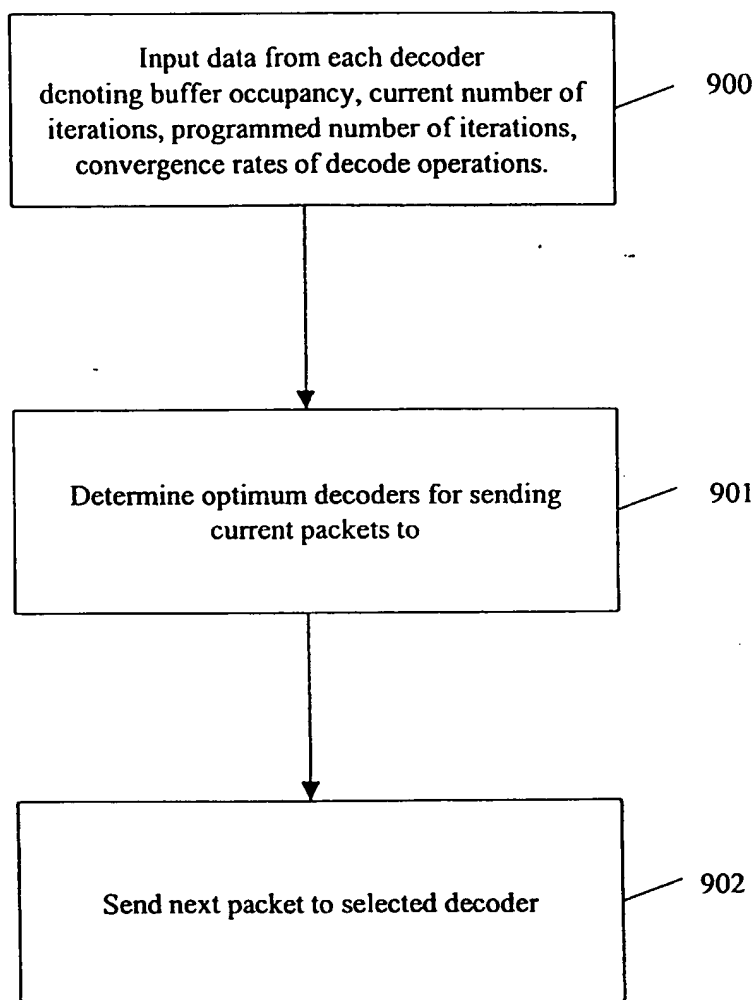 Input data from each decoder
denoting buffer occupancy, current number of
iterations, programmed number of iterations,
convergence rates of decode operations.
900
Determine optimum decoders for sending
current packets to
901
Send next packet to selected decoder
902